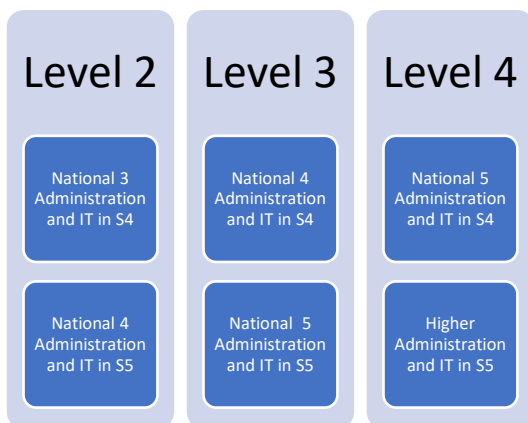 Level 2
National 3
Administration
and IT in S4
National 4
Administration
and IT in S5
Level 3
National 4
Administration
and IT in S4
National 5
Administration
and IT in S5
Level 4
National 5
Administration
and IT in S4
Higher
Administration
and IT in S5